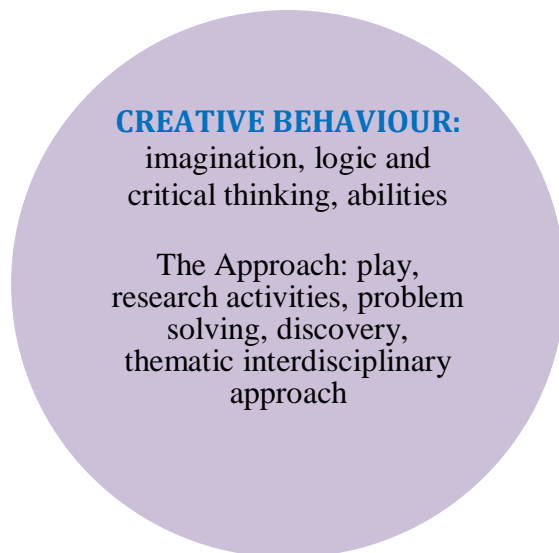 CREATIVE BEHAVIOUR:
imagination, logic and
critical thinking, abilities
The Approach: play,
research activities, problem
solving, discovery,
thematic interdisciplinary
approach